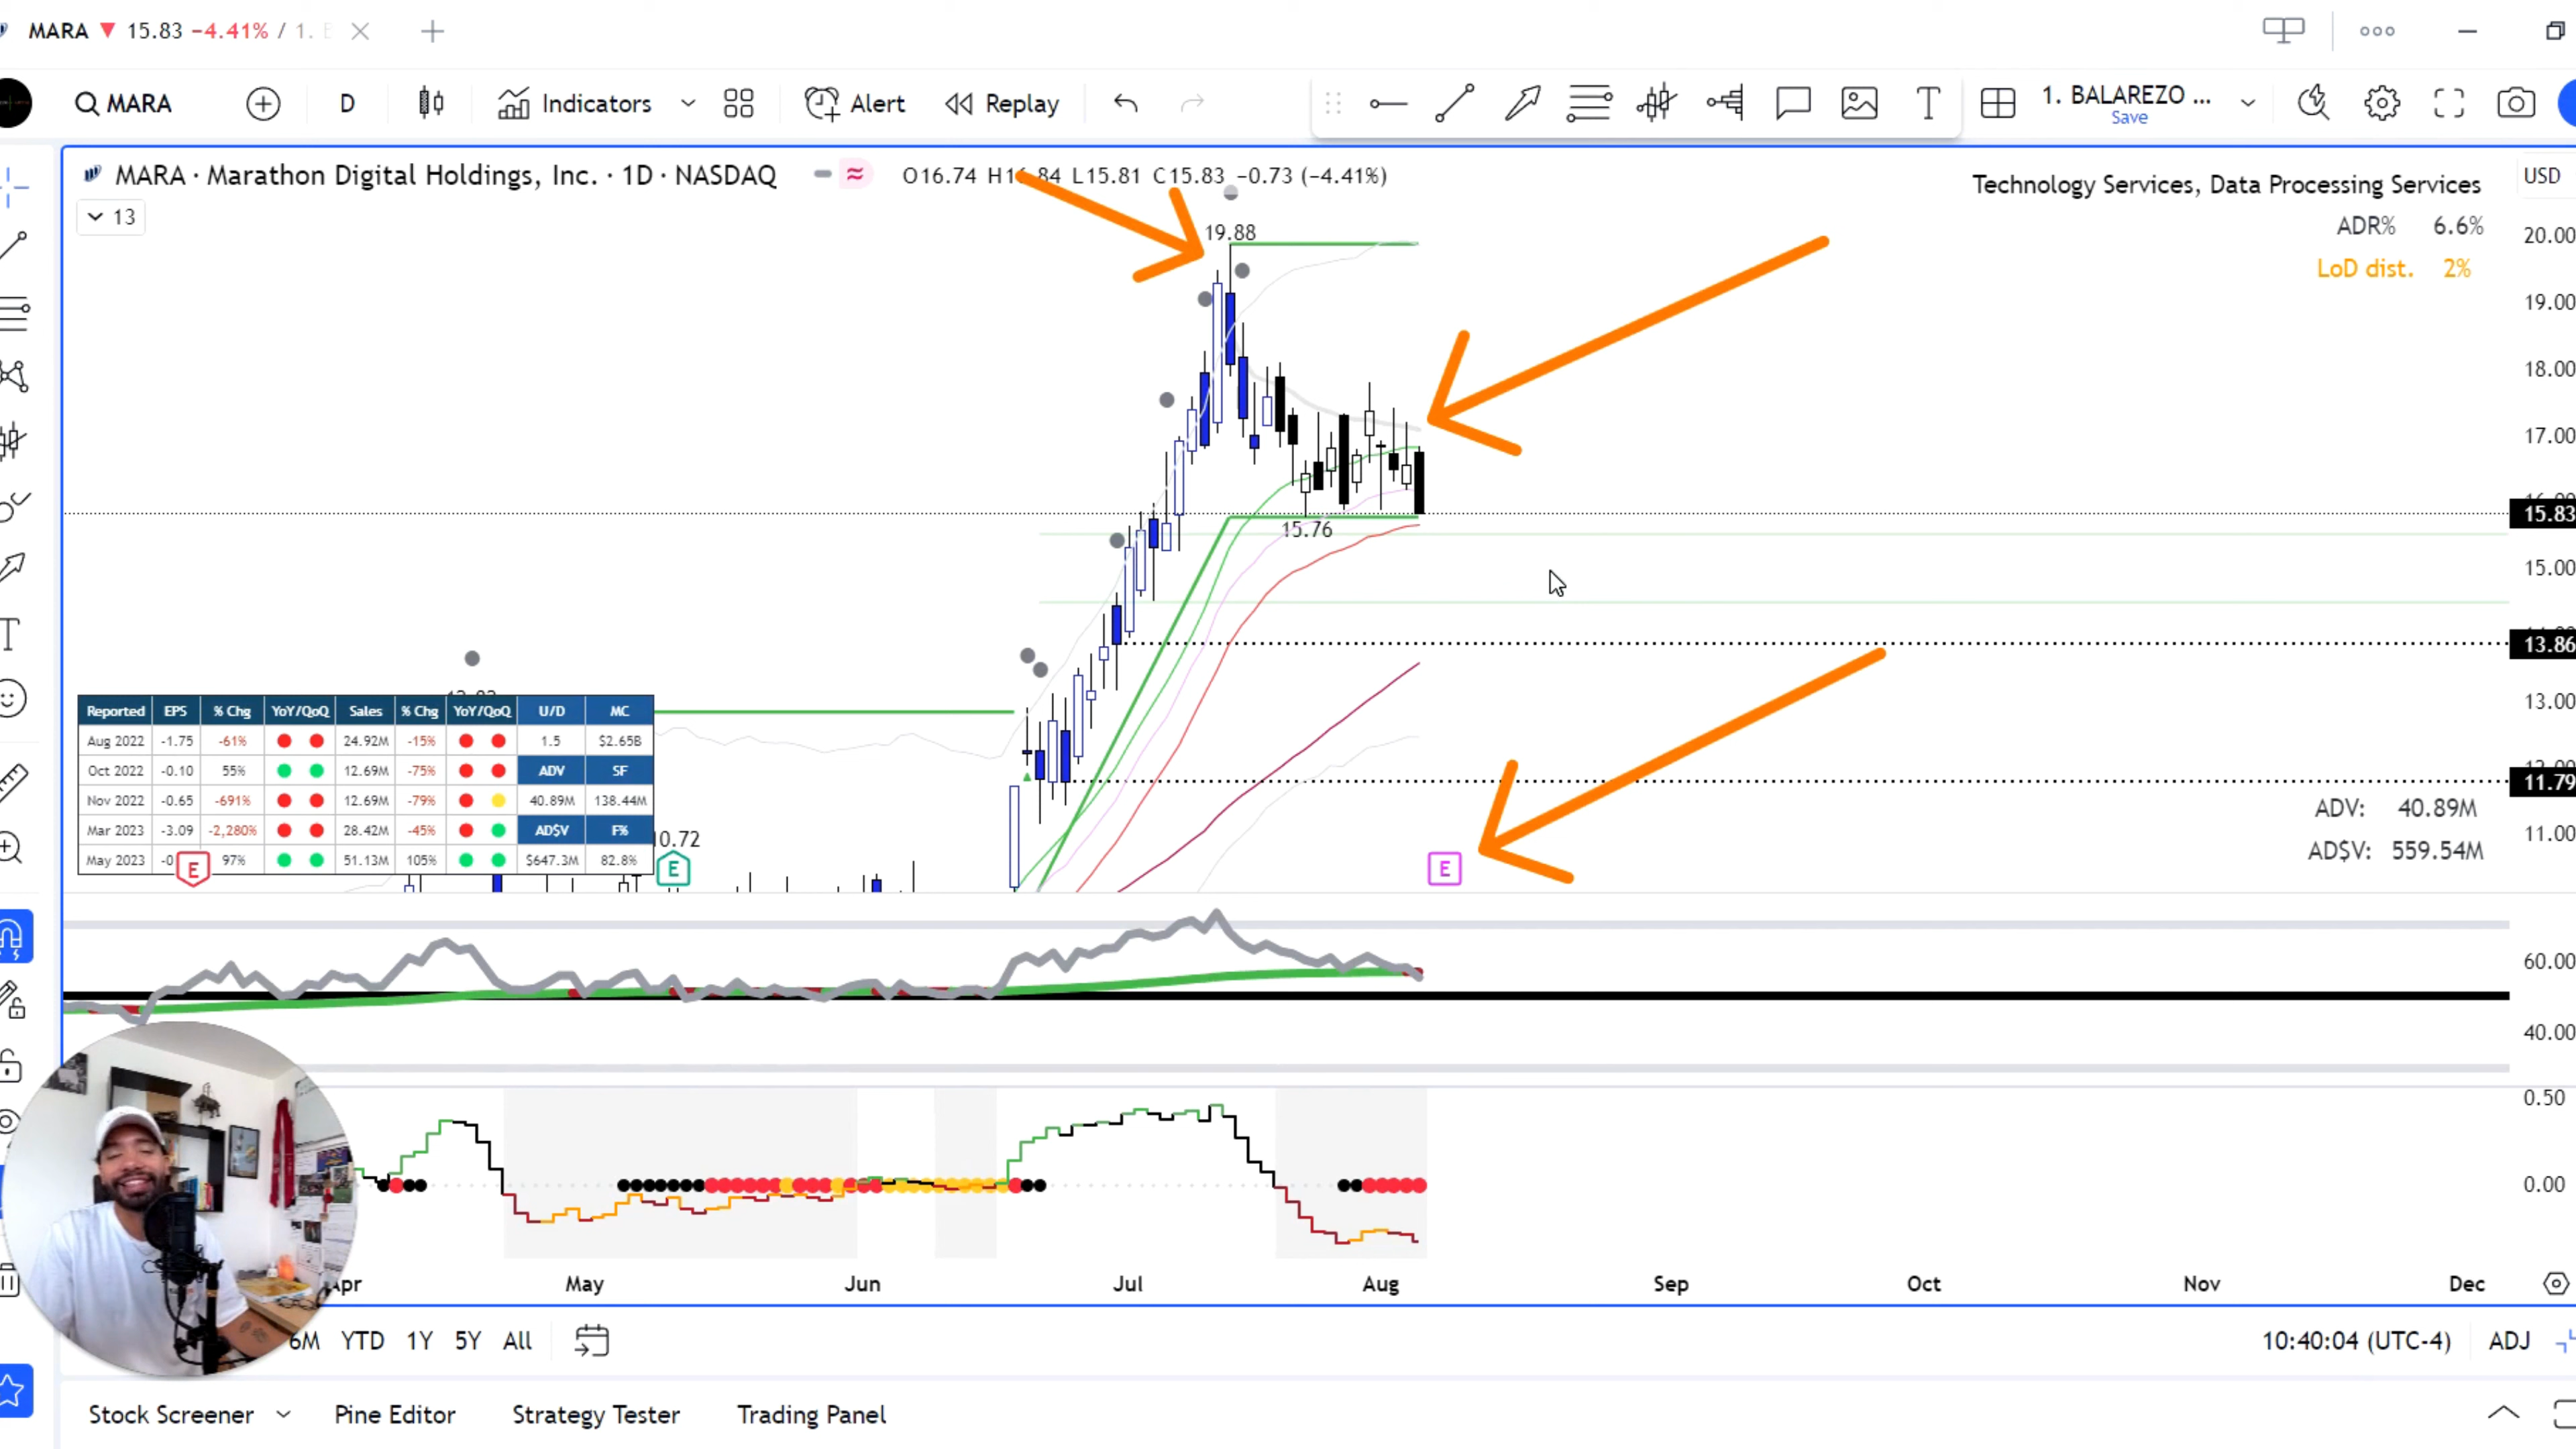 MARA ▼ 15.83 −4.41% / 1.
MARA D Indicators Alert Replay T 1. BALAREZO ...
Save
MARA · Marathon Digital Holdings, Inc. · 1D · NASDAQ O16.74 H16.84 L15.81 C15.83 −0.73 (−4.41%) USD
Technology Services, Data Processing Services
13
ADR% 6.6%
LoD dist. 2%
19.88
20.00
19.00
18.00
17.00
15.83
15.76
15.00
13.86
13.00
11.79
11.00
Reported EPS % Chg YoY/QoQ Sales % Chg YoY/QoQ U/D MC
Aug 2022 -1.75 -61% 24.92M -15% 1.5 $2.65B
Oct 2022 -0.10 55% 12.69M -75% ADV SF
Nov 2022 -0.65 -691% 12.69M -79% 40.89M 138.44M
Mar 2023 -3.09 -2,280% 28.42M -45% AD$V F%
May 2023 97% 51.13M 105% $647.3M 82.8%
E E E
ADV: 40.89M
AD$V: 559.54M
60.00
40.00
0.50
0.00
Apr May Jun Jul Aug Sep Oct Nov Dec
6M YTD 1Y 5Y All 10:40:04 (UTC-4) ADJ
Stock Screener Pine Editor Strategy Tester Trading Panel